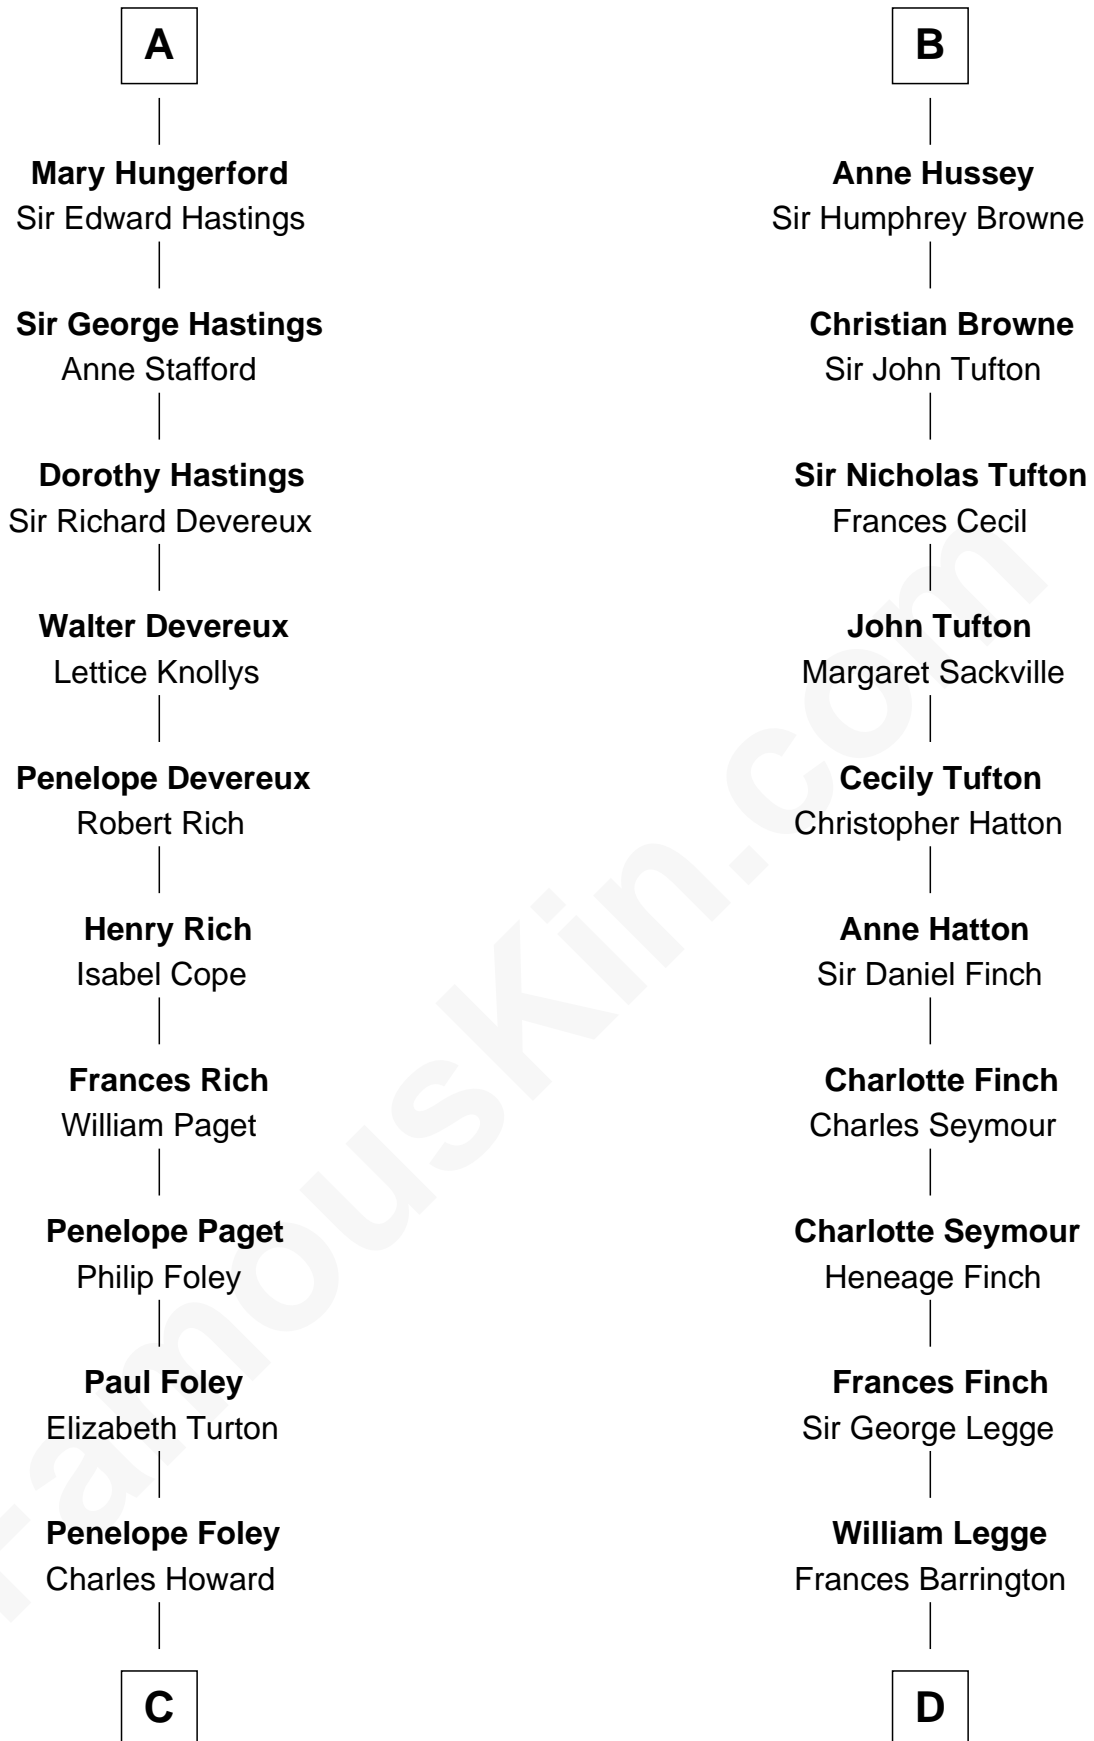 A
Mary Hungerford
Sir Edward Hastings
Sir George Hastings
Anne Stafford
Dorothy Hastings
Sir Richard Devereux
Walter Devereux
Lettice Knollys
Penelope Devereux
Robert Rich
Henry Rich
Isabel Cope
Frances Rich
William Paget
Penelope Paget
Philip Foley
Paul Foley
Elizabeth Turton
Penelope Foley
Charles Howard
C
B
Anne Hussey
Sir Humphrey Browne
Christian Browne
Sir John Tufton
Sir Nicholas Tufton
Frances Cecil
John Tufton
Margaret Sackville
Cecily Tufton
Christopher Hatton
Anne Hatton
Sir Daniel Finch
Charlotte Finch
Charles Seymour
Charlotte Seymour
Heneage Finch
Frances Finch
Sir George Legge
William Legge
Frances Barrington
D
FamousKin.com